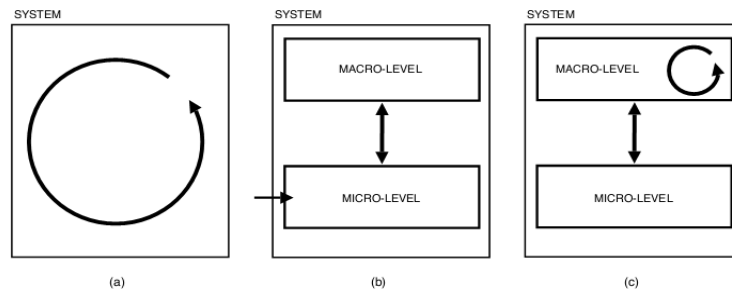 SYSTEM
(a)
SYSTEM
MACRO-LEVEL
MICRO-LEVEL
(b)
SYSTEM
MACRO-LEVEL
MICRO-LEVEL
(c)